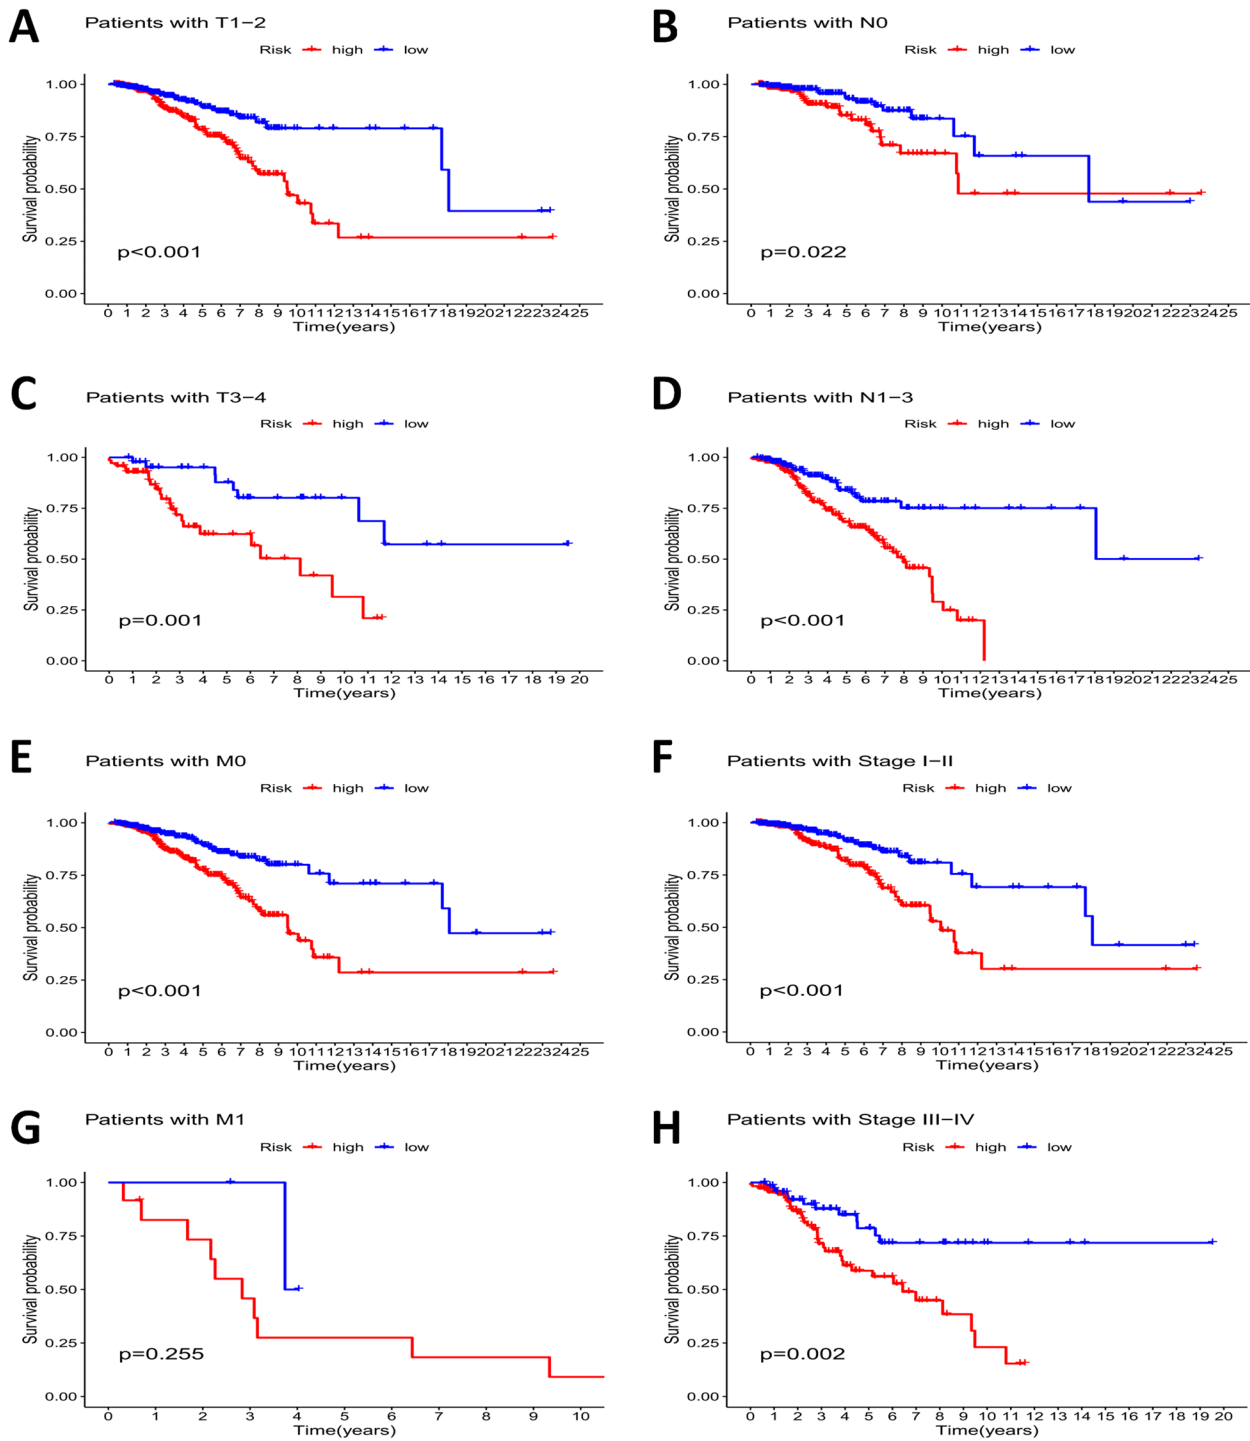 A
Patients with T1−2
Risk high low
Survival probability
1.00
0.75
0.50
0.25
0.00
p<0.001
0 1 2 3 4 5 6 7 8 9 10 11 12 13 14 15 16 17 18 19 20 21 22 23 24 25
Time(years)
B
Patients with N0
Risk high low
Survival probability
1.00
0.75
0.50
0.25
0.00
p=0.022
0 1 2 3 4 5 6 7 8 9 10 11 12 13 14 15 16 17 18 19 20 21 22 23 24 25
Time(years)
C
Patients with T3−4
Risk high low
Survival probability
1.00
0.75
0.50
0.25
0.00
p=0.001
0 1 2 3 4 5 6 7 8 9 10 11 12 13 14 15 16 17 18 19 20
Time(years)
D
Patients with N1−3
Risk high low
Survival probability
1.00
0.75
0.50
0.25
0.00
p<0.001
0 1 2 3 4 5 6 7 8 9 10 11 12 13 14 15 16 17 18 19 20 21 22 23 24 25
Time(years)
E
Patients with M0
Risk high low
Survival probability
1.00
0.75
0.50
0.25
0.00
p<0.001
0 1 2 3 4 5 6 7 8 9 10 11 12 13 14 15 16 17 18 19 20 21 22 23 24 25
Time(years)
F
Patients with Stage I−II
Risk high low
Survival probability
1.00
0.75
0.50
0.25
0.00
p<0.001
0 1 2 3 4 5 6 7 8 9 10 11 12 13 14 15 16 17 18 19 20 21 22 23 24 25
Time(years)
G
Patients with M1
Risk high low
Survival probability
1.00
0.75
0.50
0.25
0.00
p=0.255
0 1 2 3 4 5 6 7 8 9 10
Time(years)
H
Patients with Stage III−IV
Risk high low
Survival probability
1.00
0.75
0.50
0.25
0.00
p=0.002
0 1 2 3 4 5 6 7 8 9 10 11 12 13 14 15 16 17 18 19 20
Time(years)